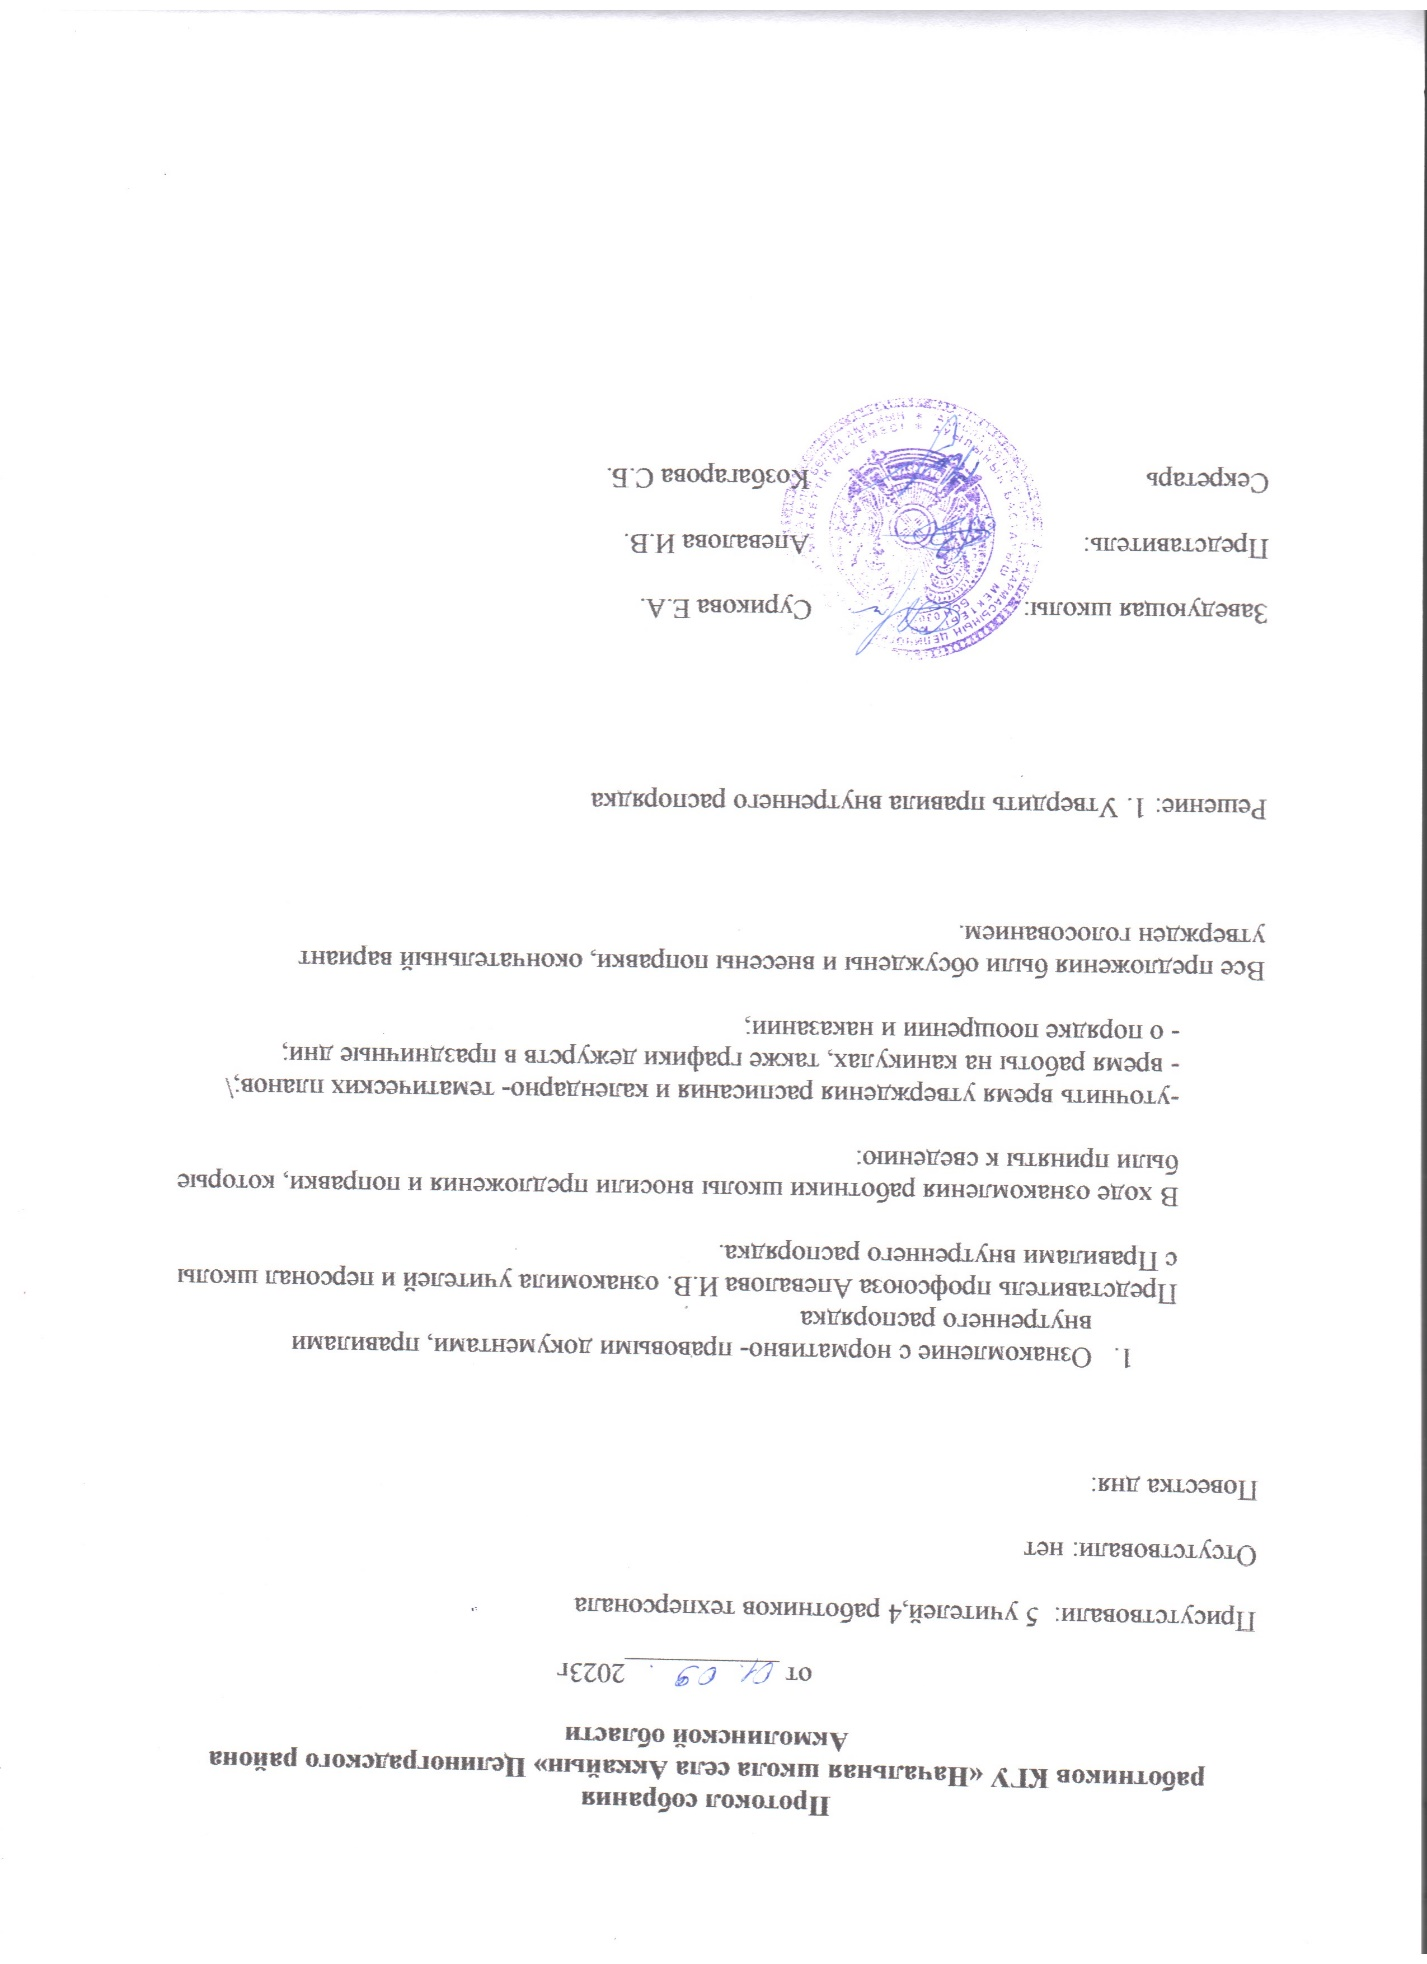 Протокол собрания
работников КГУ «Начальная школа села Аккайын» Целиноградского района
Акмолинской области
от 01. 09. 2023г
Присутствовали: 5 учителей,4 работников техперсонала
Отсутствовали: нет
Повестка дня:
1. Ознакомление с нормативно- правовыми документами, правилами
внутреннего распорядка
Представитель профсоюза Апевалова И.В. ознакомила учителей и персонал школы
с Правилами внутреннего распорядка.
В ходе ознакомления работники школы вносили предложения и поправки, которые
были приняты к сведению:
-уточнить время утверждения расписания и календарно- тематических планов;\
- время работы на каникулах, также графики дежурств в праздничные дни;
- о порядке поощрении и наказании;
Все предложения были обсуждены и внесены поправки, окончательный вариант
утвержден голосованием.
Решение: 1. Утвердить правила внутреннего распорядка
Заведующая школы: Сурикова Е.А.
Представитель: Апевалова И.В.
Секретарь Козбагарова С.Б.